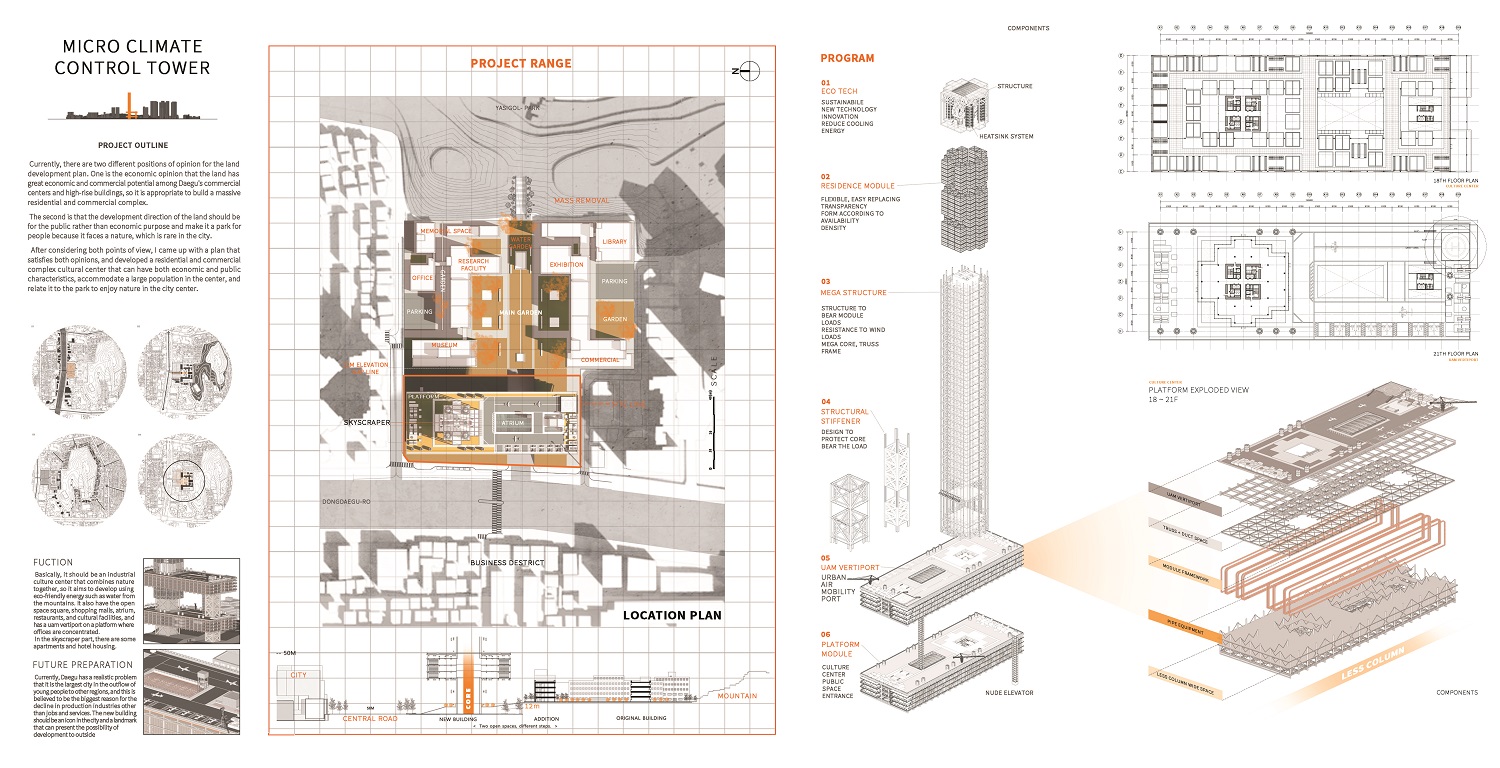 MICRO CLIMATE
CONTROL TOWER
PROJECT OUTLINE
Currently, there are two different positions of opinion for the land
development plan. One is the economic opinion that the land has
great economic and commercial potential among Daegu's commercial
centers and high-rise buildings, so it is appropriate to build a massive
residential and commercial complex.
The second is that the development direction of the land should be
for the public rather than economic purpose and make it a park for
people because it faces a nature, which is rare in the city.
After considering both points of view, I came up with a plan that
satisfies both opinions, and developed a residential and commercial
complex cultural center that can have both economic and public
characteristics, accommodate a large population in the center, and
relate it to the park to enjoy nature in the city center.
FUCTION
Basically, it should be an industrial
culture center that combines nature
together, so it aims to develop using
eco-friendly energy such as water from
the mountains. It also have the open
space square, shopping malls, atrium,
restaurants, and cultural facilities, and
has a uam vertiport on a platform where
offices are concentrated.
In the skyscraper part, there are some
apartments and hotel housing.
FUTURE PREPARATION
Currently, Daegu has a realistic problem
that it is the largest city in the outflow of
young people to other regions, and this is
believed to be the biggest reason for the
decline in production industries other
than jobs and services. The new building
should be an icon in the city and a landmark
that can present the possibility of
development to outside
PROJECT RANGE
N
YASIGOL- PARK
MASS REMOVAL
MEMORIAL SPACE
WATER
GARDEN
LIBRARY
RESEARCH
FACILITY
EXHIBITION
OFFICE
GARDEN
PARKING
PARKING
MAIN GARDEN
GARDEN
MUSEUM
COMMERCIAL
M ELEVATION
LINE
SCALE
PLATFORM
SKYSCRAPER
ATRIUM
DONGDAEGU-RO
BUSINESS DESTRICT
LOCATION PLAN
50M
CITY
CORE
MOUNTAIN
50M
12m
CENTRAL ROAD
NEW BUILDING
ADDITION
ORIGINAL BUILDING
< Two open spaces, different steps. >
COMPONENTS
PROGRAM
01
ECO TECH
SUSTAINABILE
NEW TECHNOLOGY
INNOVATION
REDUCE COOLING
ENERGY
STRUCTURE
HEATSINK SYSTEM
02
RESIDENCE MODULE
FLEXIBLE, EASY REPLACING
TRANSPARENCY
FORM ACCORDING TO
AVAILABILITY
DENSITY
03
MEGA STRUCTURE
STRUCTURE TO
BEAR MODULE
LOADS
RESISTANCE TO WIND
LOADS
MEGA CORE, TRUSS
FRAME
04
STRUCTURAL
STIFFENER
DESIGN TO
PROTECT CORE
BEAR THE LOAD
05
UAM VERTIPORT
URBAN
AIR
MOBILITY
PORT
06
PLATFORM
MODULE
CULTURE
CENTER
PUBLIC
SPACE
ENTRANCE
NUDE ELEVATOR
18TH FLOOR PLAN
CULTURE CENTER
21TH FLOOR PLAN
UAM VERTIPORT
CULTURE CENTER
PLATFORM EXPLODED VIEW
18 – 21F
UAM VERTIPORT
TRUSS + DUCT SPACE
MODULE FRAMEWORK
PIPE EQUIPMENT
LESS COLUMN WIDE SPACE
LESS COLUMN
COMPONENTS